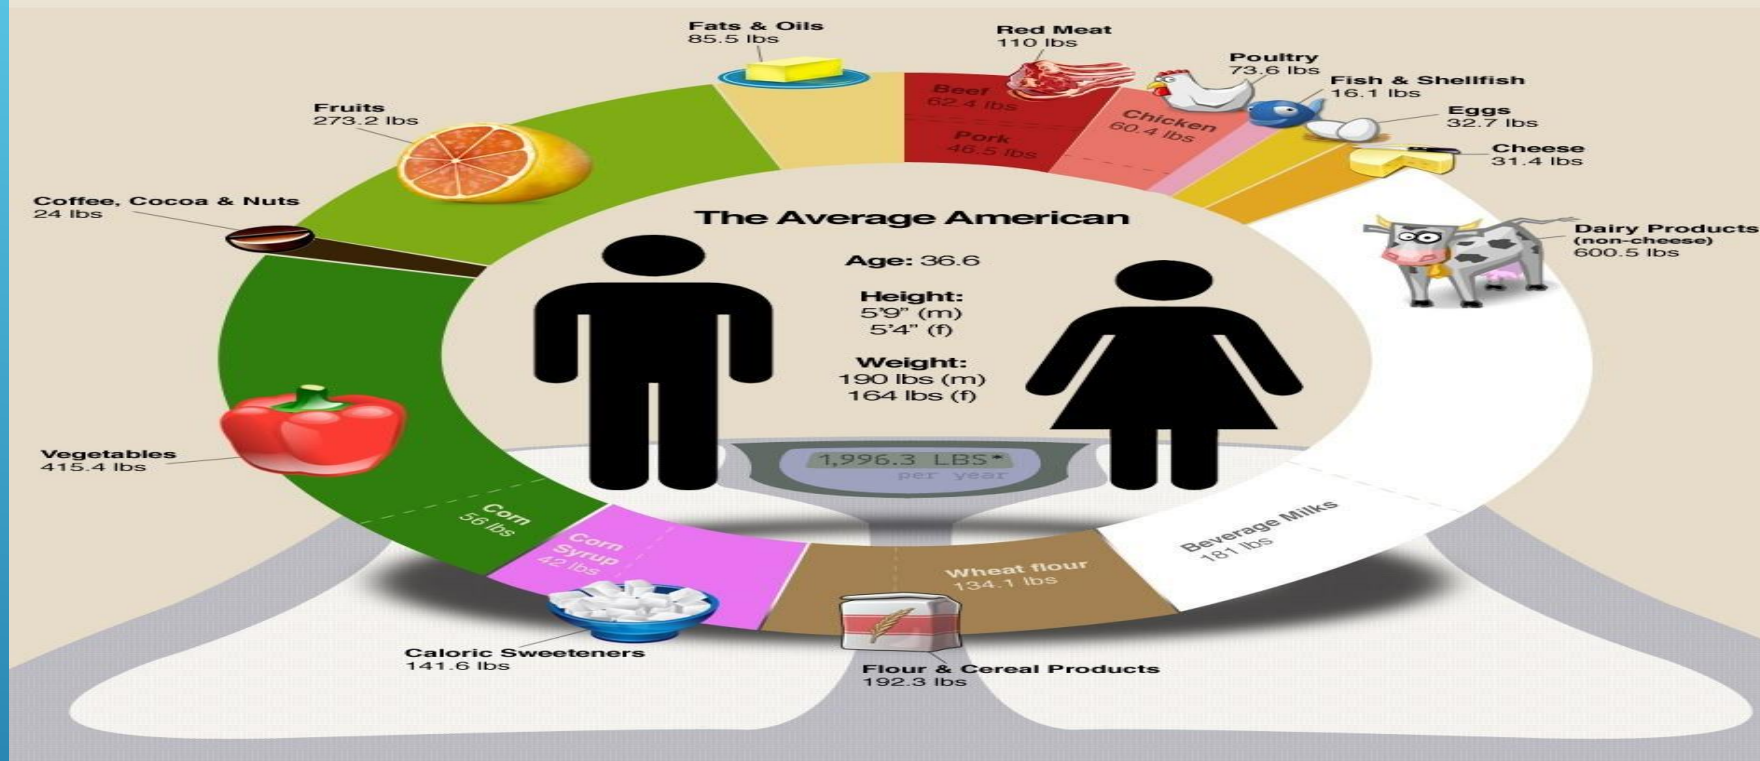 Fats & Oils
85.5 lbs
Red Meat
110 lbs
Poultry
73.6 lbs
Fish & Shellfish
16.1 lbs
Eggs
32.7 lbs
Cheese
31.4 lbs
Dairy Products
(non-cheese)
600.5 lbs
Fruits
273.2 lbs
Coffee, Cocoa & Nuts
24 lbs
Vegetables
415.4 lbs
Beef
62.4 lbs
Pork
46.5 lbs
Chicken
60.4 lbs
The Average American
Age: 36.6
Height:
5'9" (m)
5'4" (f)
Weight:
190 lbs (m)
164 lbs (f)
1,996.3 LBS*
per year
Corn
56 lbs
Corn
Syrup
42 lbs
Wheat flour
134.1 lbs
Beverage Milks
181 lbs
Caloric Sweeteners
141.6 lbs
Flour & Cereal Products
192.3 lbs